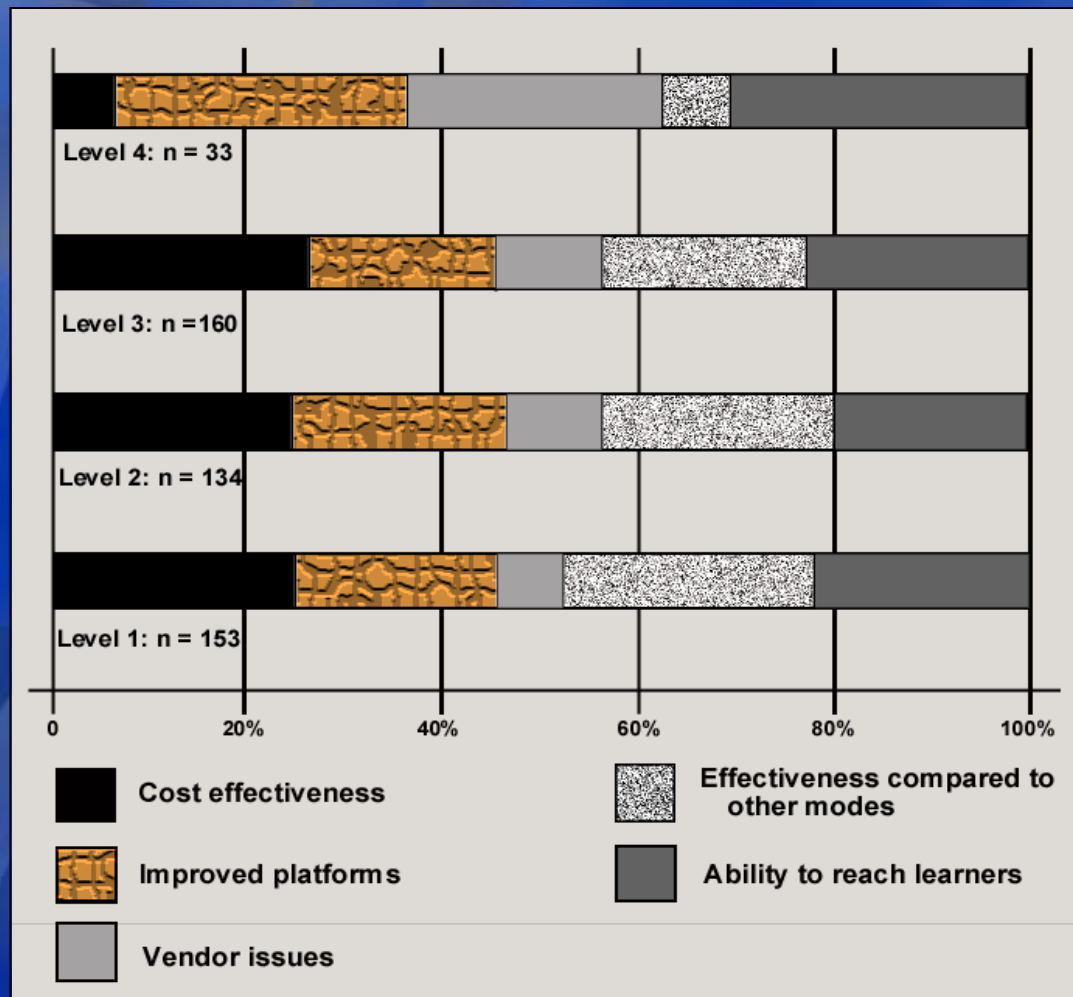 Level 4: n = 33
Level 3: n =160
Level 2: n = 134
Level 1: n = 153
0 20% 40% 60% 80% 100%
Cost effectiveness
Improved platforms
Vendor issues
Effectiveness compared to
other modes
Ability to reach learners